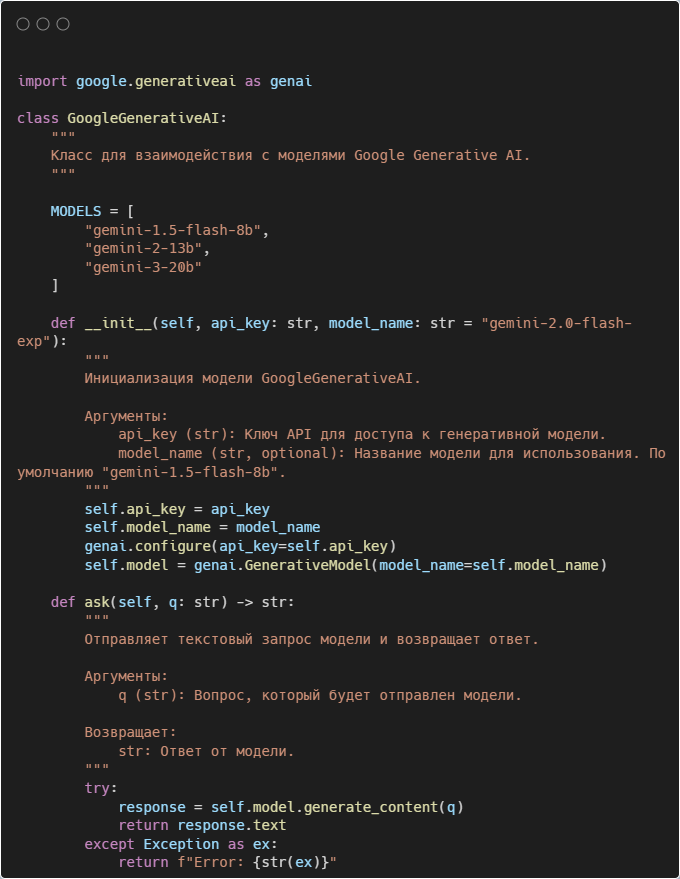 import google.generativeai as genai
class GoogleGenerativeAI:
    """
    Класс для взаимодействия с моделями Google Generative AI.
    """
    MODELS = [
        "gemini-1.5-flash-8b",
        "gemini-2-13b",
        "gemini-3-20b"
    ]
    def __init__(self, api_key: str, model_name: str = "gemini-2.0-flash-
exp"):
        """
        Инициализация модели GoogleGenerativeAI.
        Аргументы:
            api_key (str): Ключ API для доступа к генеративной модели.
            model_name (str, optional): Название модели для использования. По
умолчанию "gemini-1.5-flash-8b".
        """
        self.api_key = api_key
        self.model_name = model_name
        genai.configure(api_key=self.api_key)
        self.model = genai.GenerativeModel(model_name=self.model_name)
    def ask(self, q: str) -> str:
        """
        Отправляет текстовый запрос модели и возвращает ответ.
        Аргументы:
            q (str): Вопрос, который будет отправлен модели.
        Возвращает:
            str: Ответ от модели.
        """
        try:
            response = self.model.generate_content(q)
            return response.text
        except Exception as ex:
            return f"Error: {str(ex)}"